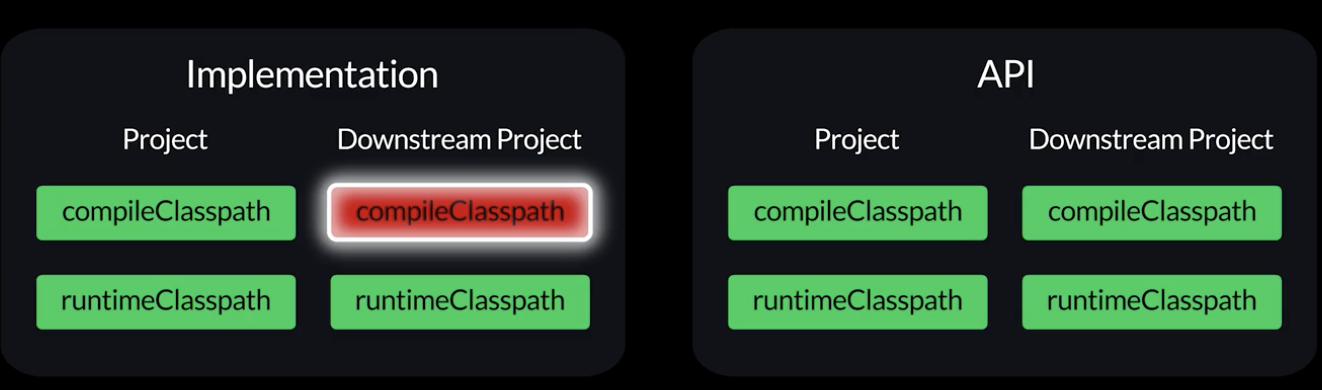 Implementation
Project Downstream Project
compileClasspath compileClasspath
runtimeClasspath runtimeClasspath
API
Project Downstream Project
compileClasspath compileClasspath
runtimeClasspath runtimeClasspath